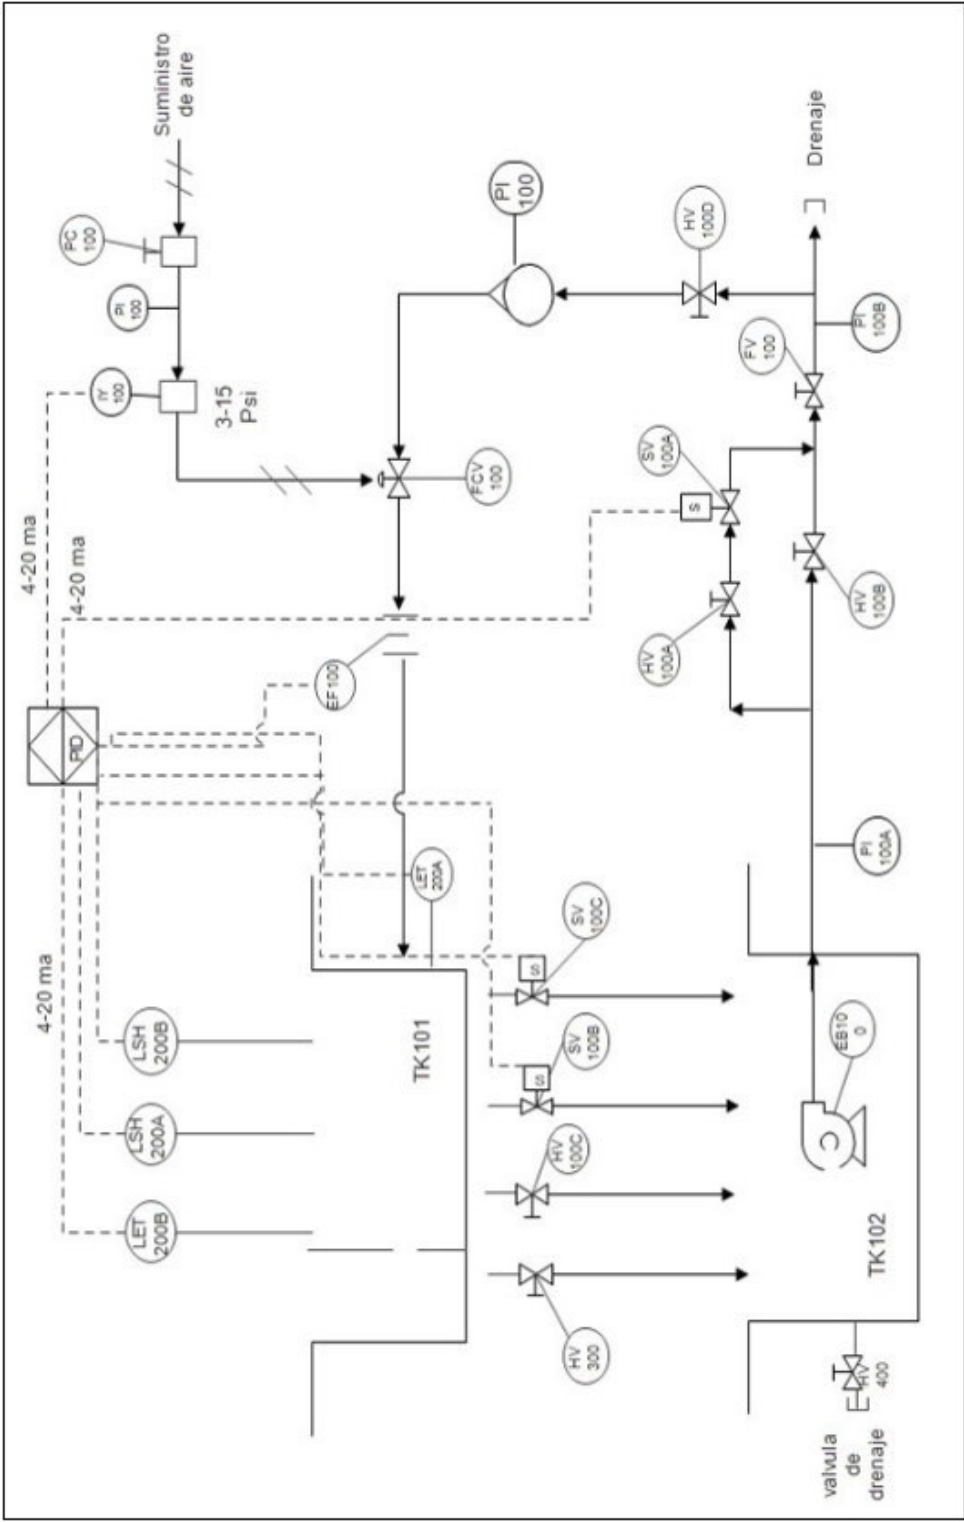 Suministro
de aire
PC
100
PI
100
IY
100
3-15
Psi
4-20 ma
4-20 ma
PID
4-20 ma
PI
100
HV
100D
FCV
100
EF100
FV
100
PI
100B
Drenaje
SV
100A
S
HV
100A
HV
100B
PI
100A
LET
200A
LSH
200B
LSH
200A
LET
200B
TK101
S
SV
100C
S
SV
100B
HV
100C
HV
300
EB10
0
TK102
HV
400
valvula
de
drenaje